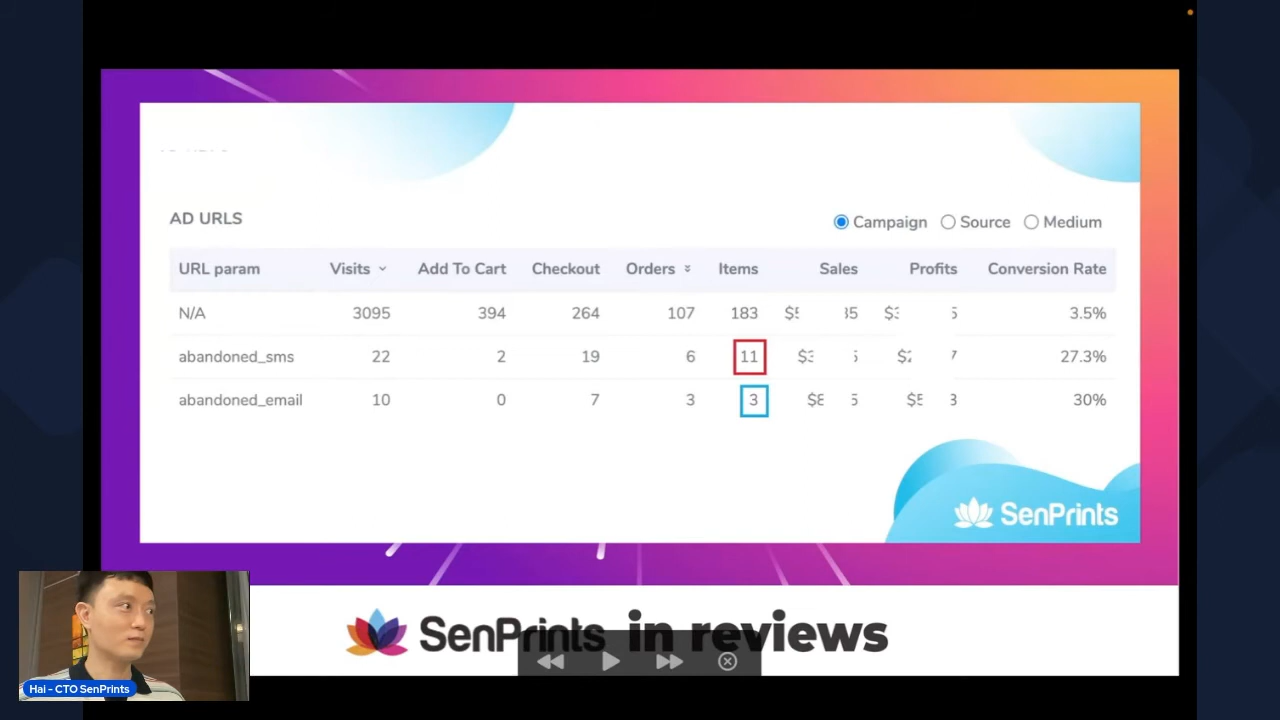 AD URLS
Campaign Source Medium
URL param Visits Add To Cart Checkout Orders Items Sales Profits Conversion Rate
N/A 3095 394 264 107 183 3.5%
abandoned_sms 22 2 19 6 11 27.3%
abandoned_email 10 0 7 3 3 30%
SenPrints
SenPrints in reviews
Hai - CTO SenPrints